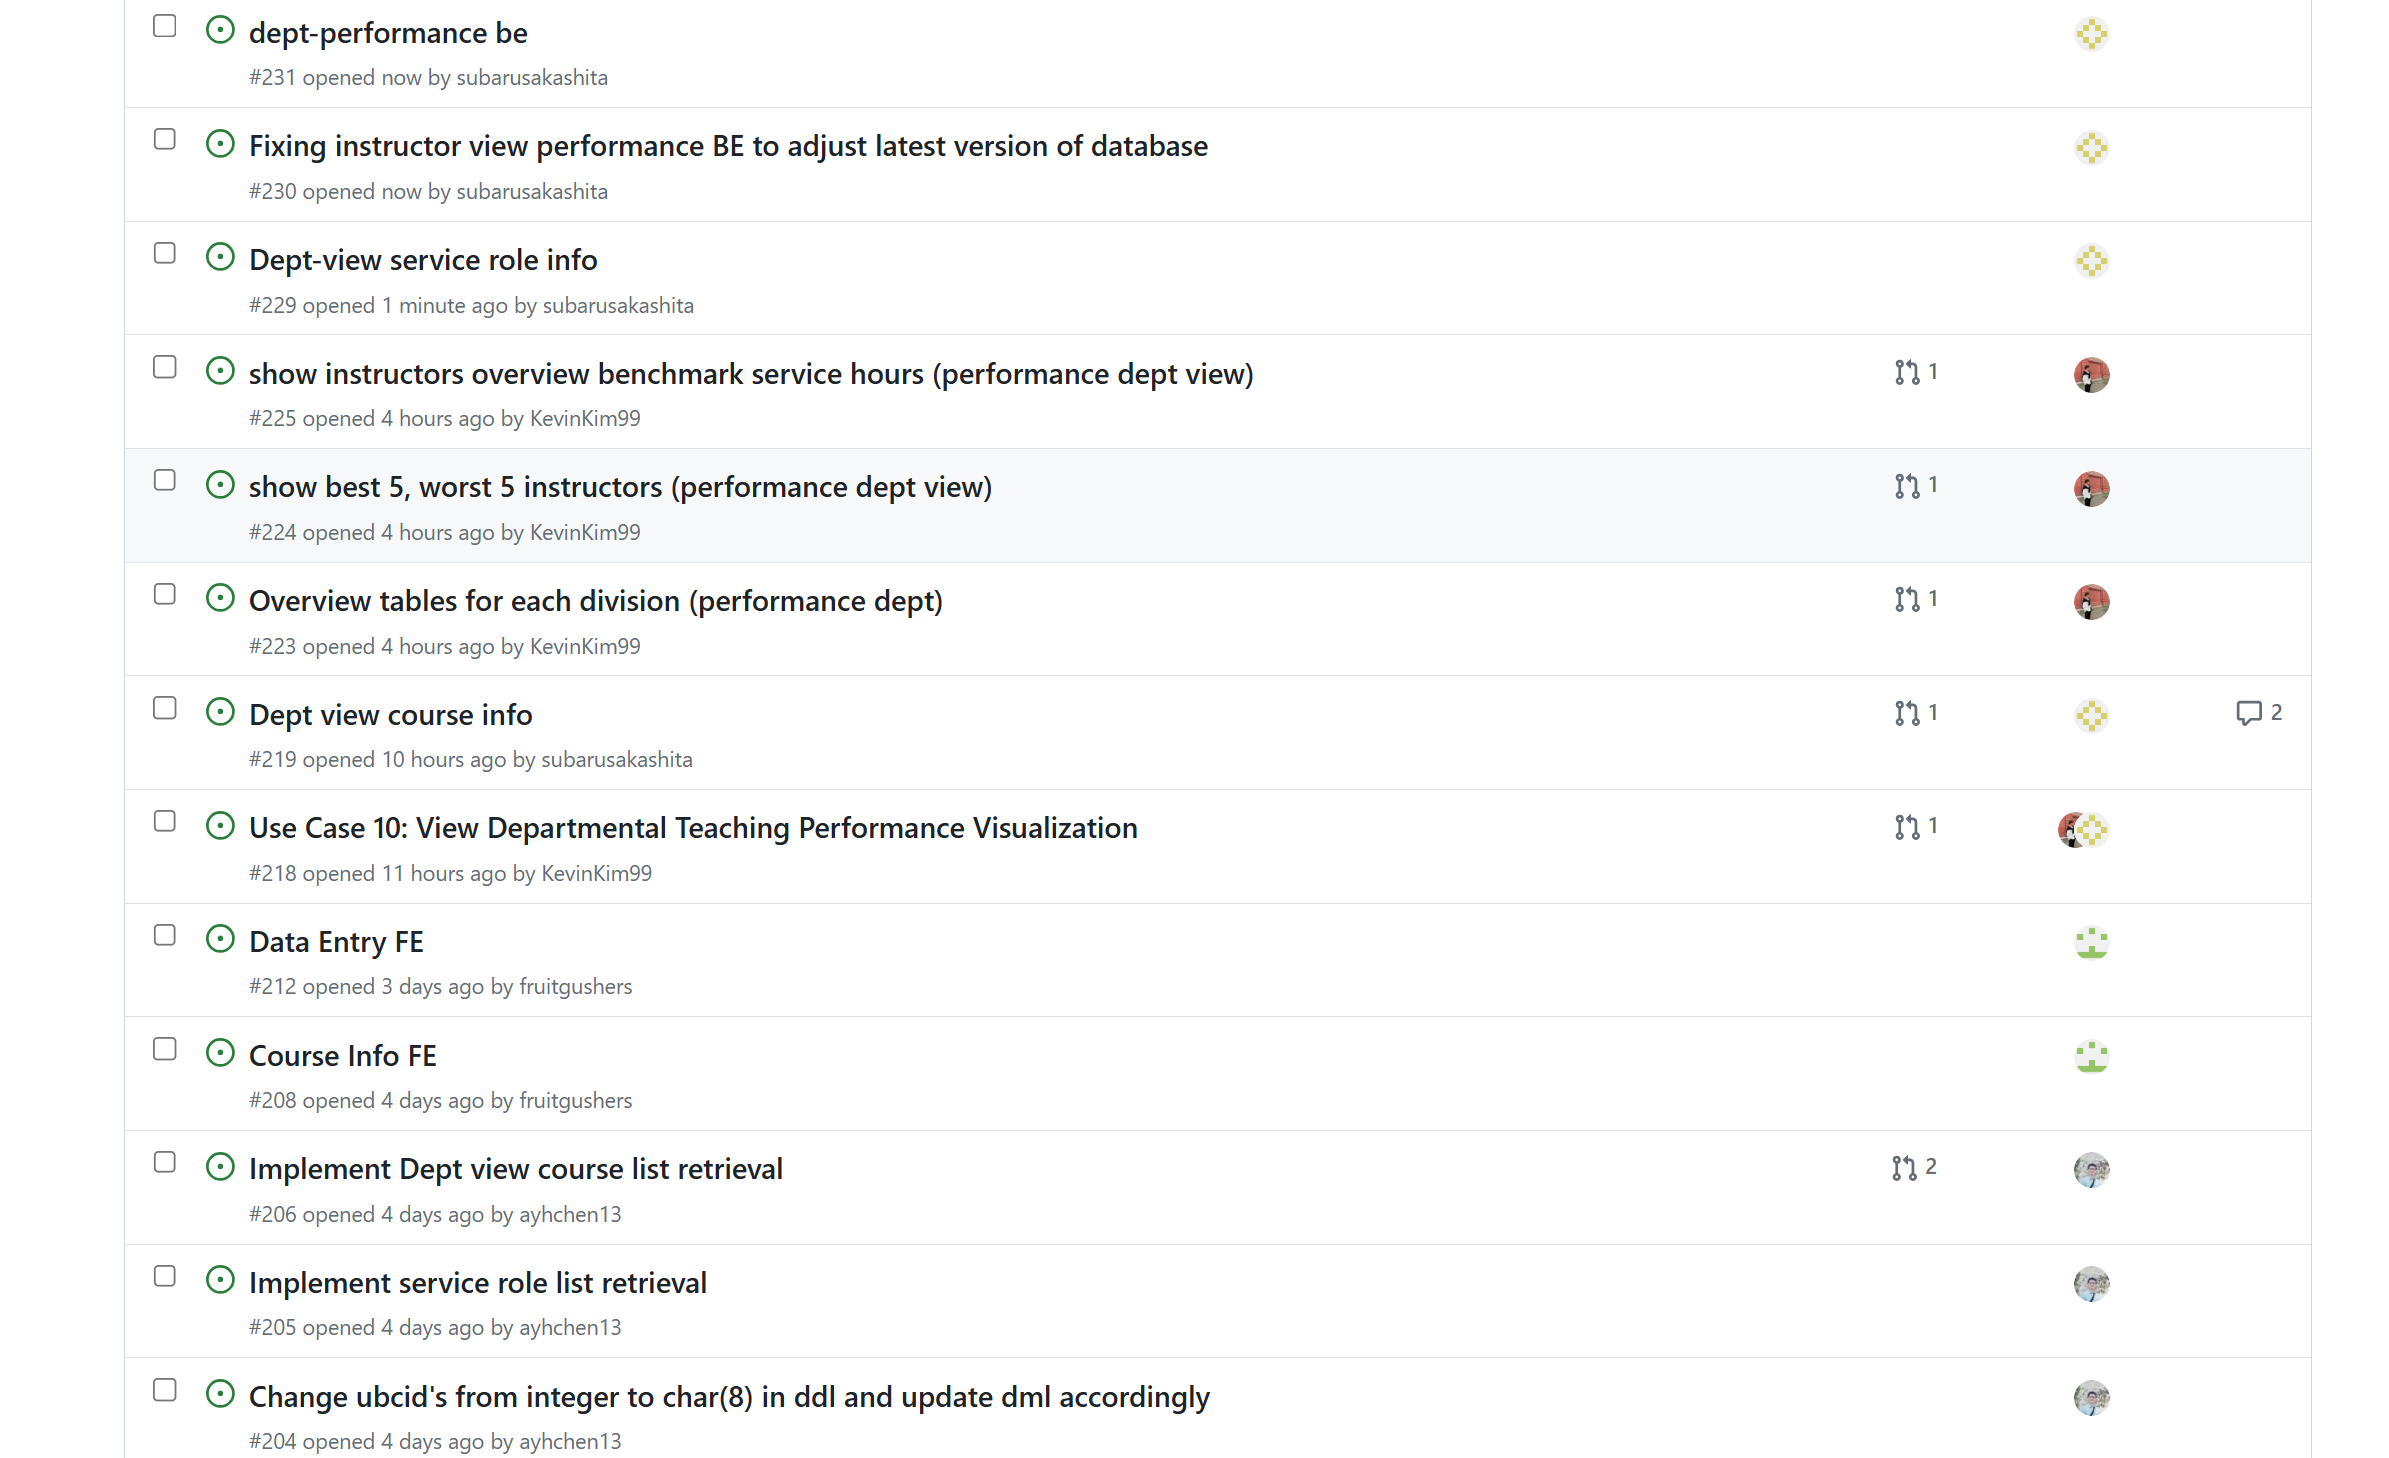 dept-performance be
#231 opened now by subarusakashita
Fixing instructor view performance BE to adjust latest version of database
#230 opened now by subarusakashita
Dept-view service role info
#229 opened 1 minute ago by subarusakashita
show instructors overview benchmark service hours (performance dept view)
1
#225 opened 4 hours ago by KevinKim99
show best 5, worst 5 instructors (performance dept view)
1
#224 opened 4 hours ago by KevinKim99
Overview tables for each division (performance dept)
1
#223 opened 4 hours ago by KevinKim99
Dept view course info
1
2
#219 opened 10 hours ago by subarusakashita
Use Case 10: View Departmental Teaching Performance Visualization
1
#218 opened 11 hours ago by KevinKim99
Data Entry FE
#212 opened 3 days ago by fruitgushers
Course Info FE
#208 opened 4 days ago by fruitgushers
Implement Dept view course list retrieval
2
#206 opened 4 days ago by ayhchen13
Implement service role list retrieval
#205 opened 4 days ago by ayhchen13
Change ubcid's from integer to char(8) in ddl and update dml accordingly
#204 opened 4 days ago by ayhchen13